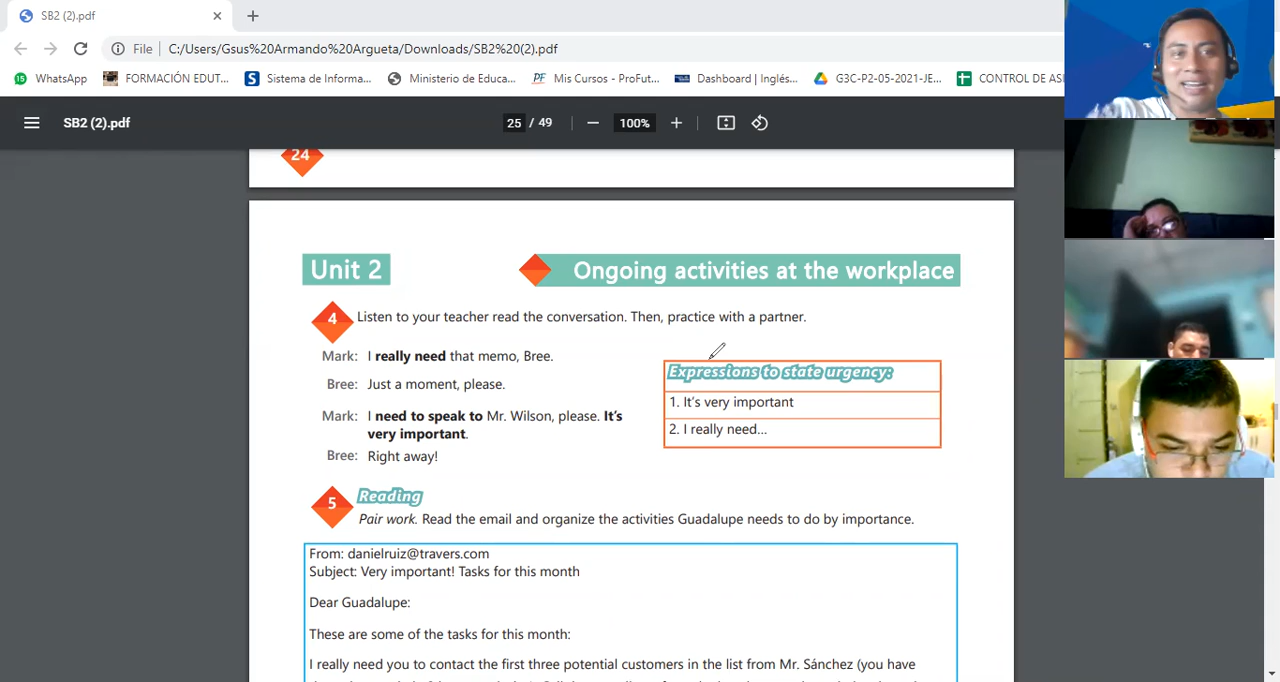 SB2 (2).pdf
File
C:/Users/Gsus%20Armando%20Argueta/Downloads/SB2%20(2).pdf
WhatsApp
FORMACIÓN EDUT...
Sistema de Informa...
Ministerio de Educa...
Mis Cursos - ProFut...
Dashboard | Inglés...
G3C-P2-05-2021-JE...
CONTROL DE ASI
SB2 (2).pdf
25 / 49
100%
24
Unit 2
Ongoing activities at the workplace
4
Listen to your teacher read the conversation. Then, practice with a partner.
Mark: I really need that memo, Bree.
Bree: Just a moment, please.
Mark: I need to speak to Mr. Wilson, please. It's
very important.
Bree: Right away!
Expressions to state urgency:
1. It's very important
2. I really need...
5
Reading
Pair work. Read the email and organize the activities Guadalupe needs to do by importance.
From: danielruiz@travers.com
Subject: Very important! Tasks for this month
Dear Guadalupe:
These are some of the tasks for this month:
I really need you to contact the first three potential customers in the list from Mr. Sánchez (you have